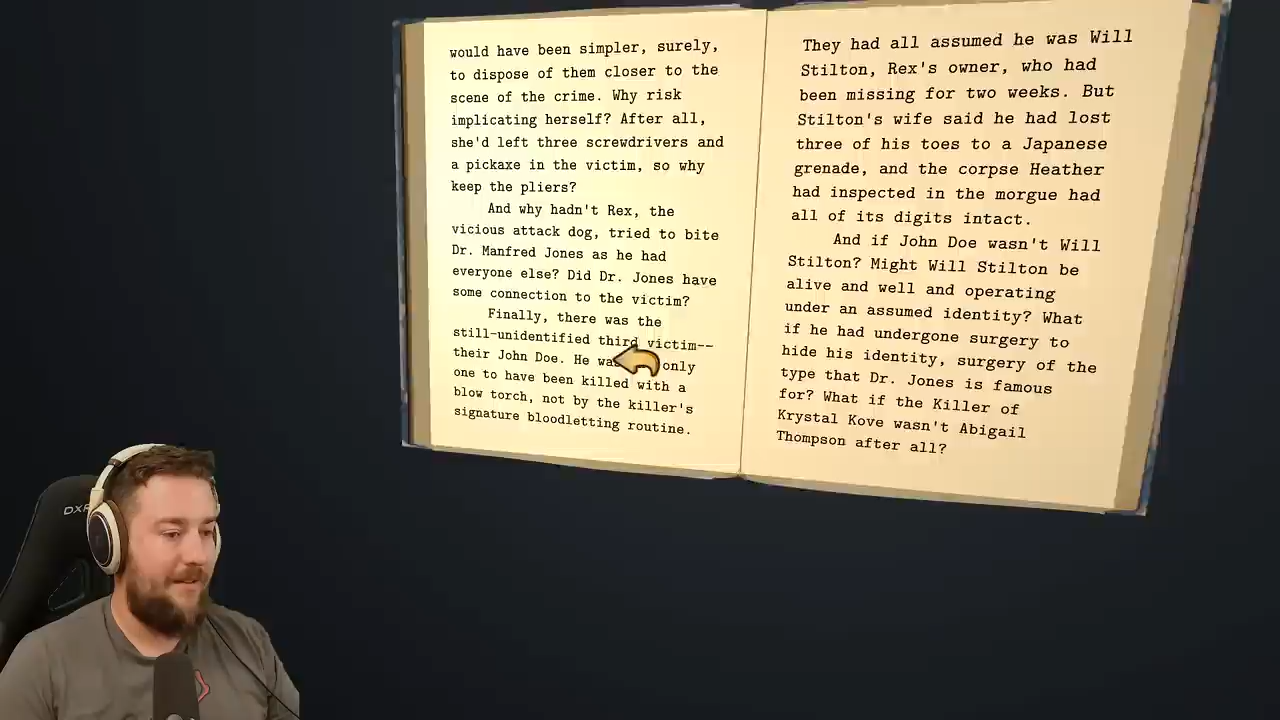 would have been simpler, surely,
to dispose of them closer to the
scene of the crime. Why risk
implicating herself? After all,
she'd left three screwdrivers and
a pickaxe in the victim, so why
keep the pliers?
And why hadn't Rex, the
vicious attack dog, tried to bite
Dr. Manfred Jones as he had
everyone else? Did Dr. Jones have
some connection to the victim?
Finally, there was the
still-unidentified third victim--
their John Doe. He was only
one to have been killed with a
blow torch, not by the killer's
signature bloodletting routine.
They had all assumed he was Will
Stilton, Rex's owner, who had
been missing for two weeks. But
Stilton's wife said he had lost
three of his toes to a Japanese
grenade, and the corpse Heather
had inspected in the morgue had
all of its digits intact.
And if John Doe wasn't Will
Stilton? Might Will Stilton be
alive and well and operating
under an assumed identity? What
if he had undergone surgery to
hide his identity, surgery of the
type that Dr. Jones is famous
for? What if the Killer of
Krystal Kove wasn't Abigail
Thompson after all?